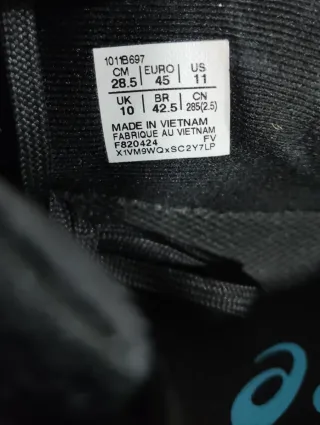 1011B697
CM EURO US
28.5 45 11
UK BR CN
10 42.5 285(2.5)
MADE IN VIETNAM
FABRIQUE AU VIETNAM
F820424 FV
X1VM9WQxSC2Y7LP